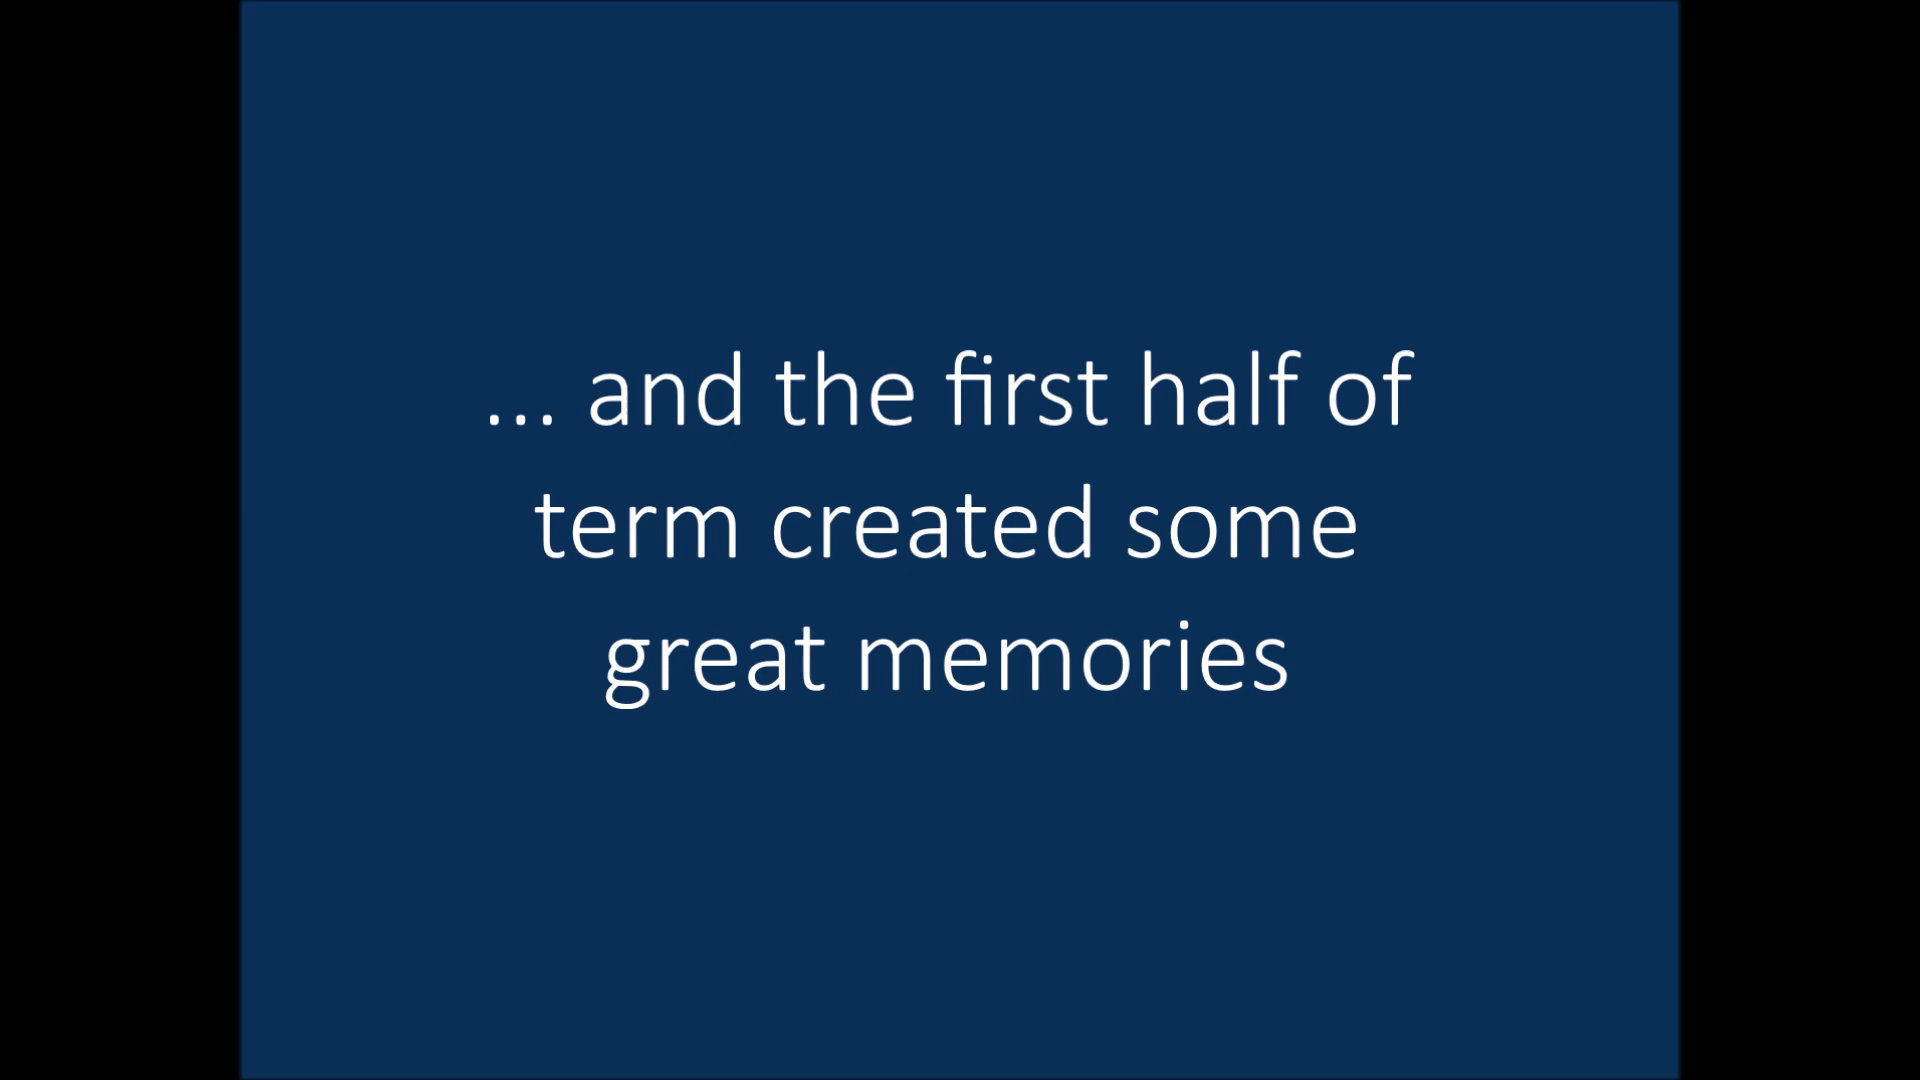 ... and the first half of
term created some
great memories